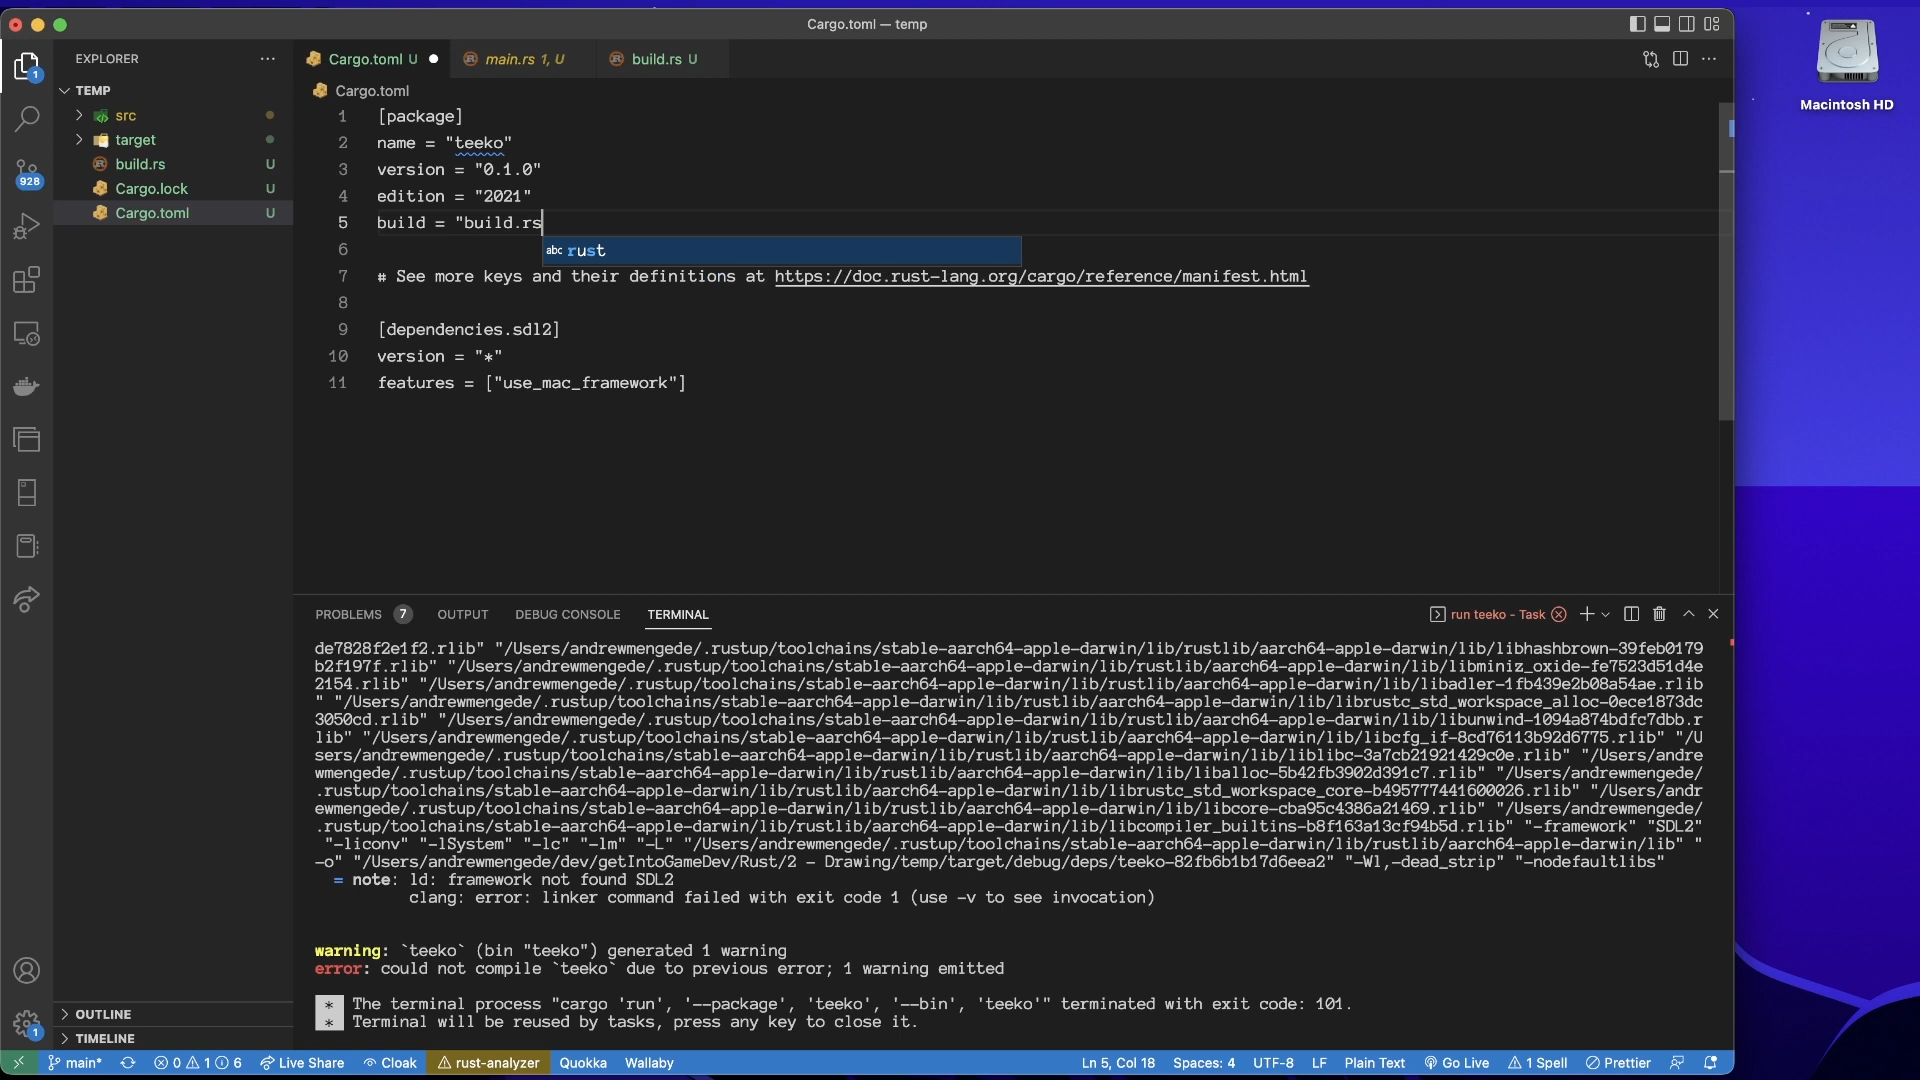 Cargo.toml — temp
Macintosh HD
1
EXPLORER
TEMP
src
target
build.rs U
Cargo.lock U
Cargo.toml U
928
1
OUTLINE
TIMELINE
Cargo.toml U
main.rs 1, U
build.rs U
Cargo.toml
1 [package]
2 name = "teeko"
3 version = "0.1.0"
4 edition = "2021"
5 build = "build.rs
abc rust
6
7 # See more keys and their definitions at https://doc.rust-lang.org/cargo/reference/manifest.html
8
9 [dependencies.sdl2]
10 version = "*"
11 features = ["use_mac_framework"]
PROBLEMS 7 OUTPUT DEBUG CONSOLE TERMINAL run teeko - Task
de7828f2e1f2.rlib" "/Users/andrewmengede/.rustup/toolchains/stable-aarch64-apple-darwin/lib/rustlib/aarch64-apple-darwin/lib/libhashbrown-39feb0179
b2f197f.rlib" "/Users/andrewmengede/.rustup/toolchains/stable-aarch64-apple-darwin/lib/rustlib/aarch64-apple-darwin/lib/libminiz_oxide-fe7523d51d4e
2154.rlib" "/Users/andrewmengede/.rustup/toolchains/stable-aarch64-apple-darwin/lib/rustlib/aarch64-apple-darwin/lib/libadler-1fb439e2b08a54ae.rlib
" "/Users/andrewmengede/.rustup/toolchains/stable-aarch64-apple-darwin/lib/rustlib/aarch64-apple-darwin/lib/librustc_std_workspace_alloc-0ece1873dc
3050cd.rlib" "/Users/andrewmengede/.rustup/toolchains/stable-aarch64-apple-darwin/lib/rustlib/aarch64-apple-darwin/lib/libunwind-1094a874bdfc7dbb.r
lib" "/Users/andrewmengede/.rustup/toolchains/stable-aarch64-apple-darwin/lib/rustlib/aarch64-apple-darwin/lib/libcfg_if-8cd76113b92d6775.rlib" "/U
sers/andrewmengede/.rustup/toolchains/stable-aarch64-apple-darwin/lib/rustlib/aarch64-apple-darwin/lib/liblibc-3a7cb21921429c0e.rlib" "/Users/andre
wmengede/.rustup/toolchains/stable-aarch64-apple-darwin/lib/rustlib/aarch64-apple-darwin/lib/liballoc-5b42fb3902d391c7.rlib" "/Users/andrewmengede/
.rustup/toolchains/stable-aarch64-apple-darwin/lib/rustlib/aarch64-apple-darwin/lib/librustc_std_workspace_core-b495777441600026.rlib" "/Users/andr
ewmengede/.rustup/toolchains/stable-aarch64-apple-darwin/lib/rustlib/aarch64-apple-darwin/lib/libcore-cba95c4386a21469.rlib" "/Users/andrewmengede/
.rustup/toolchains/stable-aarch64-apple-darwin/lib/rustlib/aarch64-apple-darwin/lib/libcompiler_builtins-b8f163a13cf94b5d.rlib" "-framework" "SDL2"
"-liconv" "-lSystem" "-lc" "-lm" "-L" "/Users/andrewmengede/.rustup/toolchains/stable-aarch64-apple-darwin/lib/rustlib/aarch64-apple-darwin/lib" "
-o" "/Users/andrewmengede/dev/getIntoGameDev/Rust/2 - Drawing/temp/target/debug/deps/teeko-82fb6b1b17d6eea2" "-Wl,-dead_strip" "-nodefaultlibs"
= note: ld: framework not found SDL2
clang: error: linker command failed with exit code 1 (use -v to see invocation)
warning: `teeko` (bin "teeko") generated 1 warning
error: could not compile `teeko` due to previous error; 1 warning emitted
* The terminal process "cargo 'run', '--package', 'teeko', '--bin', 'teeko'" terminated with exit code: 101.
* Terminal will be reused by tasks, press any key to close it.
main* 0 1 6 Live Share Cloak rust-analyzer Quokka Wallaby Ln 5, Col 18 Spaces: 4 UTF-8 LF Plain Text Go Live 1 Spell Prettier